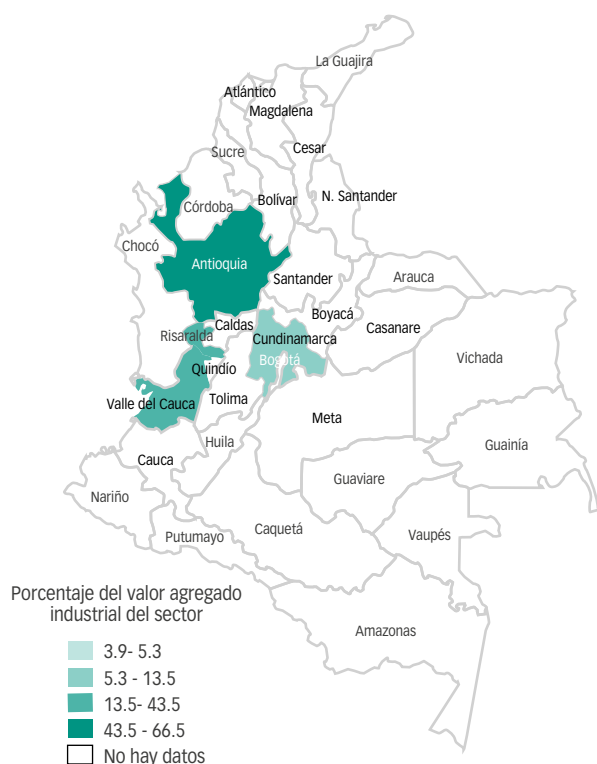 La Guajira
Atlántico
Magdalena
Cesar
Sucre
N. Santander
Bolívar
Córdoba
Chocó
Antioquia
Santander
Arauca
Boyacá
Caldas
Casanare
Risaralda
Cundinamarca
Vichada
Bogotá
Quindío
Tolima
Valle del Cauca
Meta
Huila
Guainía
Cauca
Guaviare
Nariño
Caquetá
Vaupés
Putumayo
Amazonas
Porcentaje del valor agregado
industrial del sector
3.9- 5.3
5.3 - 13.5
13.5- 43.5
43.5 - 66.5
No hay datos